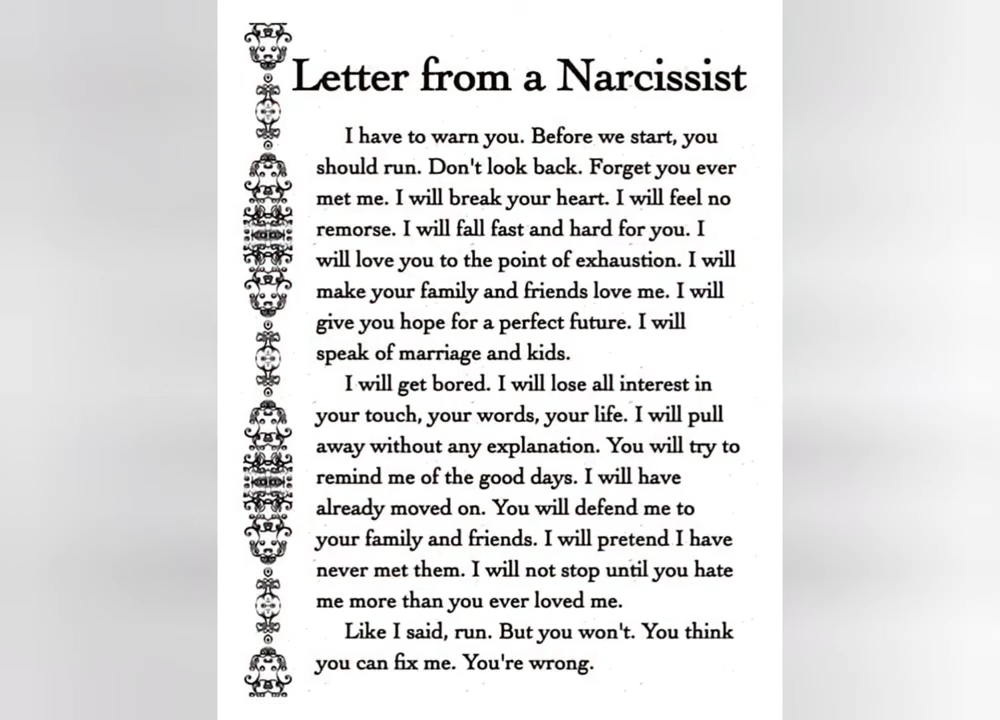 Letter from a Narcissist
I have to warn you. Before we start, you
should run. Don't look back. Forget you ever
met me. I will break your heart. I will feel no
remorse. I will fall fast and hard for you. I
will love you to the point of exhaustion. I will
make your family and friends love me. I will
give you hope for a perfect future. I will
speak of marriage and kids.
I will get bored. I will lose all interest in
your touch, your words, your life. I will pull
away without any explanation. You will try to
remind me of the good days. I will have
already moved on. You will defend me to
your family and friends. I will pretend I have
never met them. I will not stop until you hate
me more than you ever loved me.
Like I said, run. But you won't. You think
you can fix me. You're wrong.